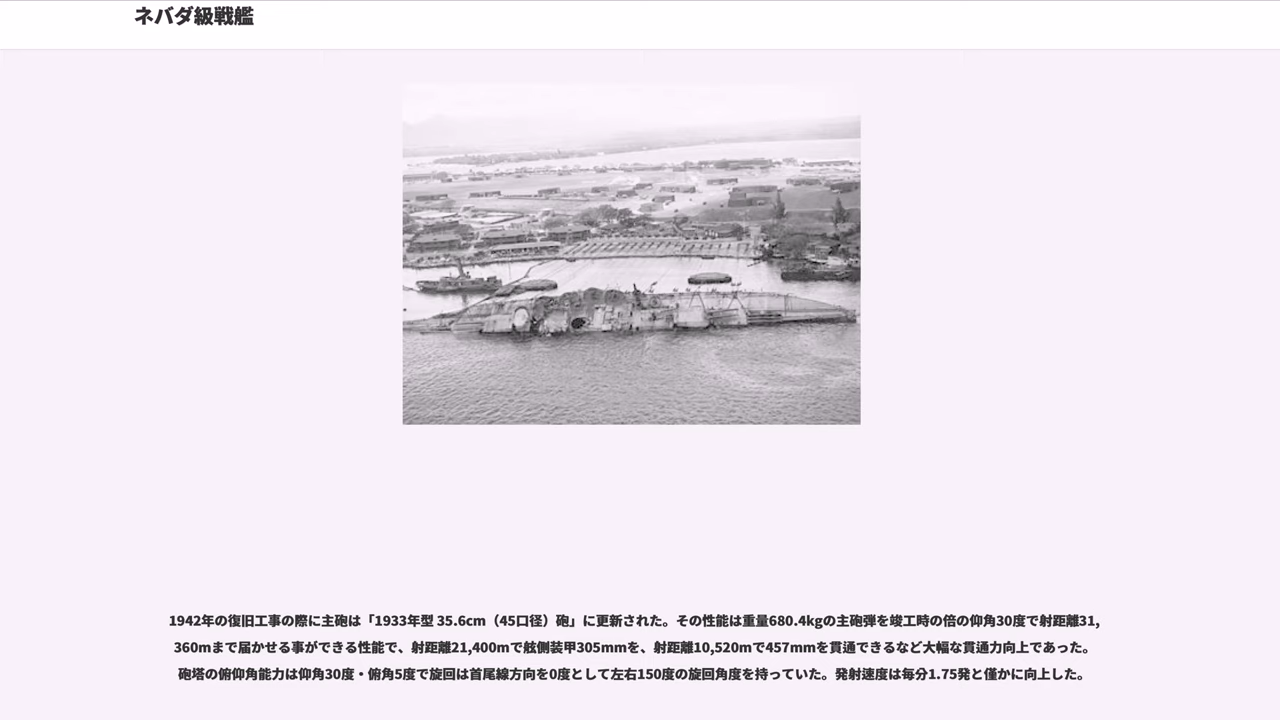 ネバダ級戦艦
1942年の復旧工事の際に主砲は「1933年型 35.6cm（45口径）砲」に更新された。その性能は重量680.4kgの主砲弾を竣工時の倍の仰角30度で射距離31,
360mまで届かせる事ができる性能で、射距離21,400mで舷側装甲305mmを、射距離10,520mで457mmを貫通できるなど大幅な貫通力向上であった。
砲塔の俯仰角能力は仰角30度・俯角5度で旋回は首尾線方向を0度として左右150度の旋回角度を持っていた。発射速度は毎分1.75発と僅かに向上した。